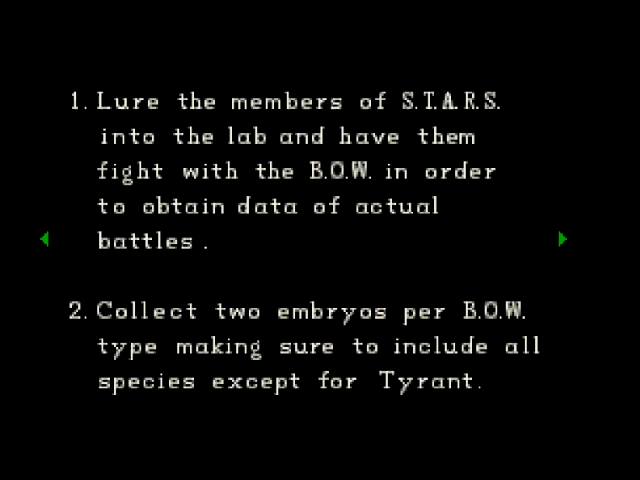 1. Lure the members of S.T.A.R.S.
into the lab and have them
fight with the B.O.W. in order
to obtain data of actual
battles.
2. Collect two embryos per B.O.W.
type making sure to include all
species except for Tyrant.